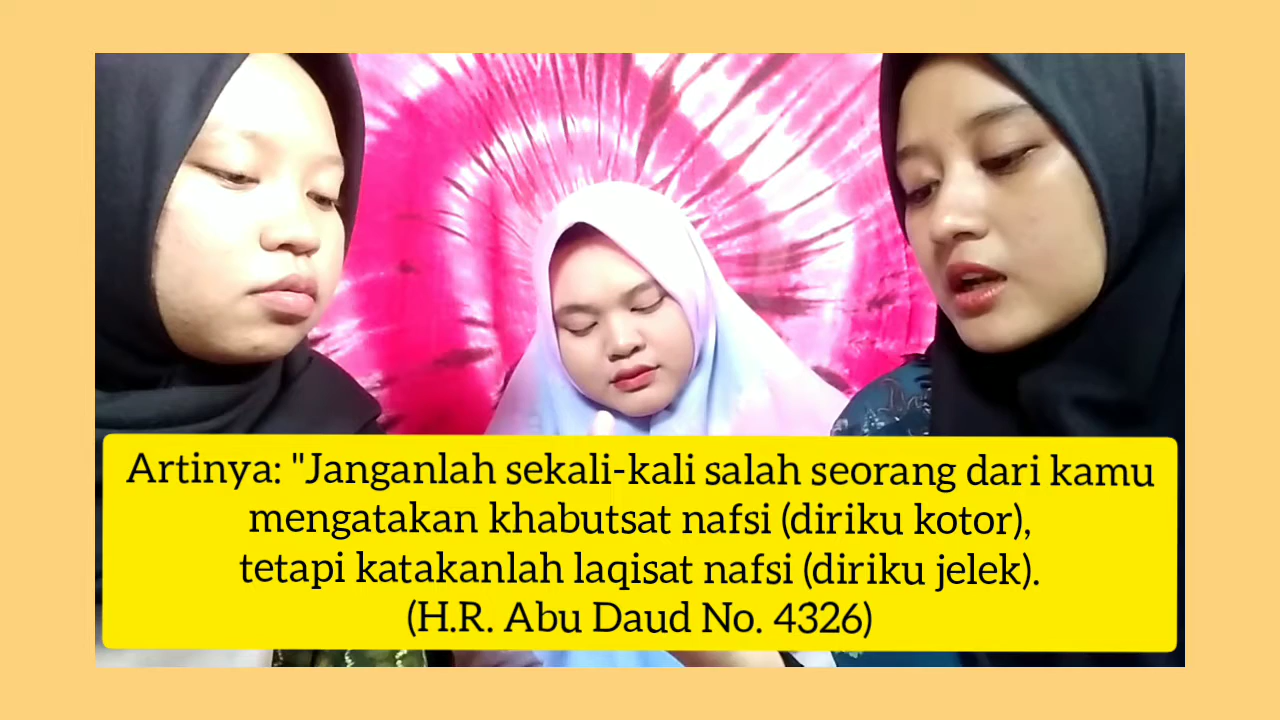 Artinya: "Janganlah sekali-kali salah seorang dari kamu
mengatakan khabutsat nafsi (diriku kotor),
tetapi katakanlah laqisat nafsi (diriku jelek).
(H.R. Abu Daud No. 4326)